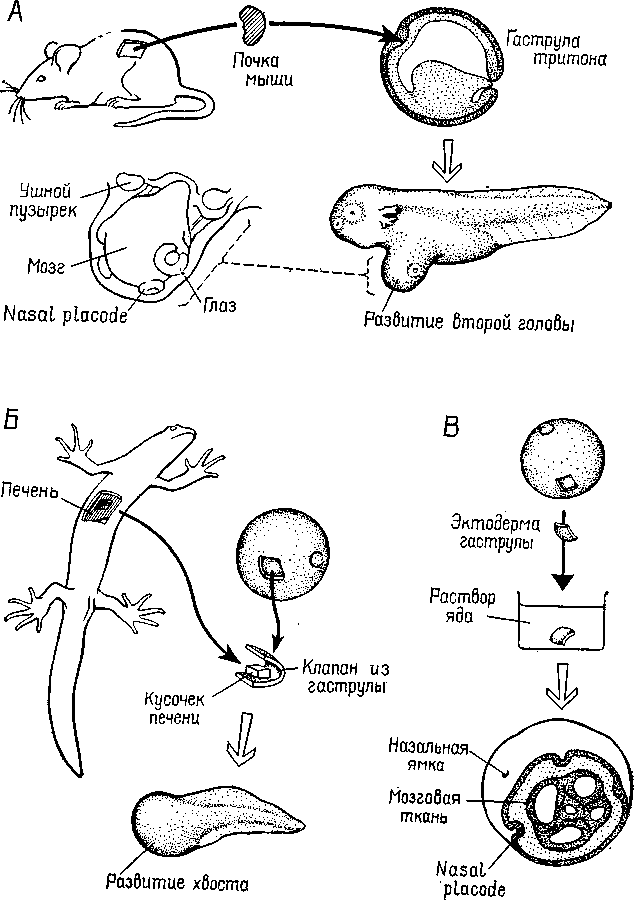 А
Почка
мыши
Гаструла
тритона
Ушной
пузырек
Мозг
Nasal placode
Глаз
Развитие второй головы
Б
Печень
Кусочек
печени
Клапан из
гаструлы
Развитие хвоста
В
Эктодерма
гаструлы
Раствор
яда
Назальная
ямка
Мозговая
ткань
Nasal
placode